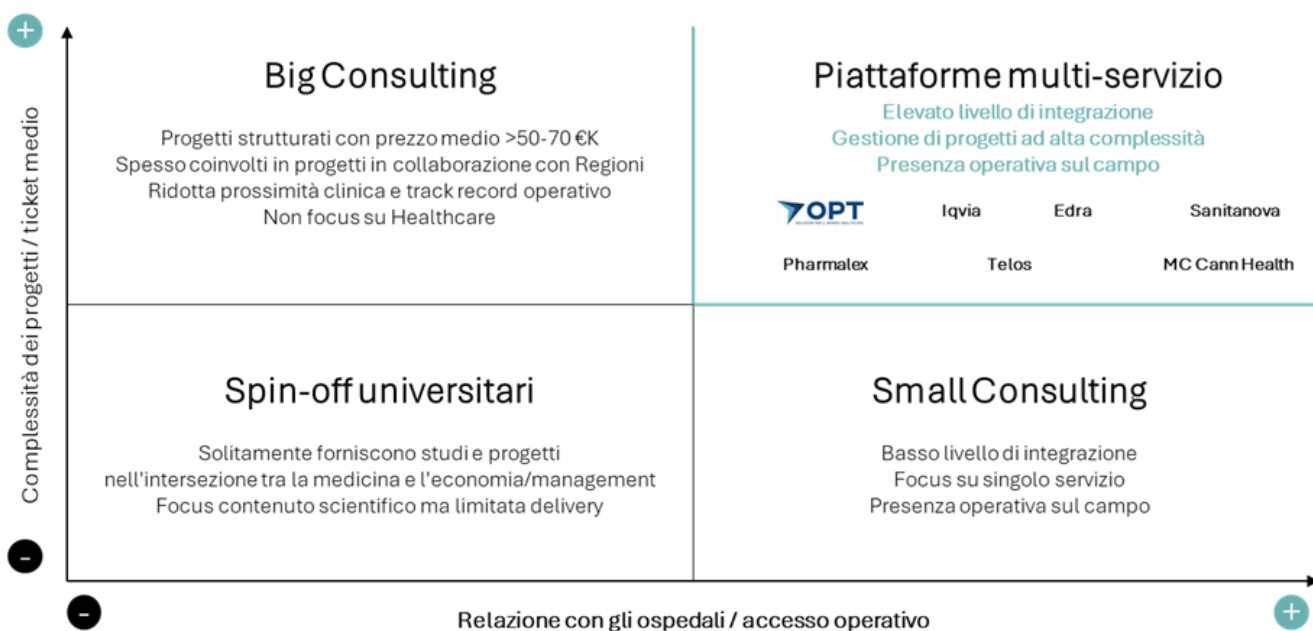 +
Complessità dei progetti / ticket medio
-
Big Consulting
Progetti strutturati con prezzo medio >50-70 €K
Spesso coinvolti in progetti in collaborazione con Regioni
Ridotta prossimità clinica e track record operativo
Non focus su Healthcare
Piattaforme multi-servizio
Elevato livello di integrazione
Gestione di progetti ad alta complessità
Presenza operativa sul campo
OPT
SOLUZIONI PER IL MONDO HEALTHCARE
Iqvia
Edra
Sanitanova
Pharmalex
Telos
MC Cann Health
Spin-off universitari
Solitamente forniscono studi e progetti
nell'intersezione tra la medicina e l'economia/management
Focus contenuto scientifico ma limitata delivery
Small Consulting
Basso livello di integrazione
Focus su singolo servizio
Presenza operativa sul campo
-
Relazione con gli ospedali / accesso operativo
+